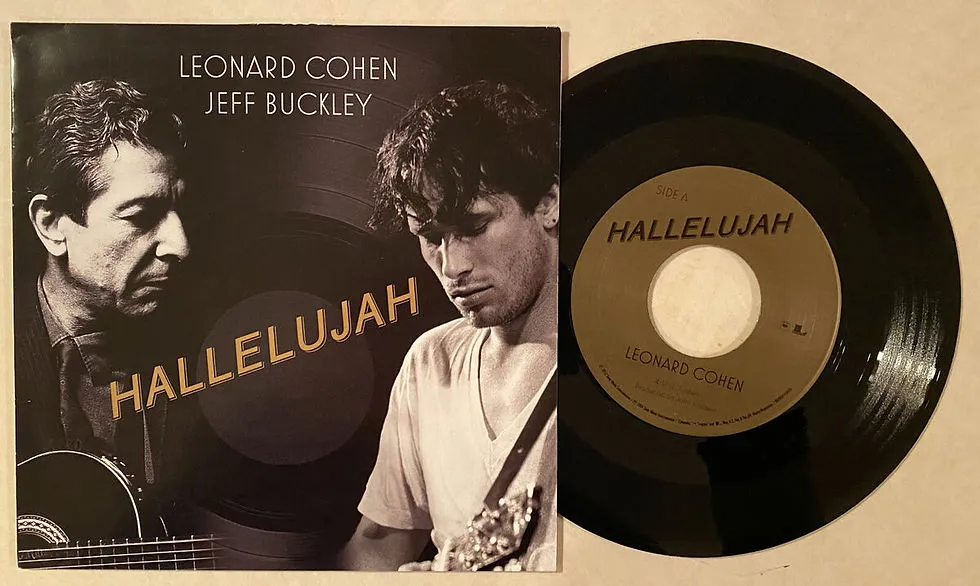 LEONARD COHEN
JEFF BUCKLEY
HALLELUJAH
SIDE A
HALLELUJAH
LEONARD COHEN